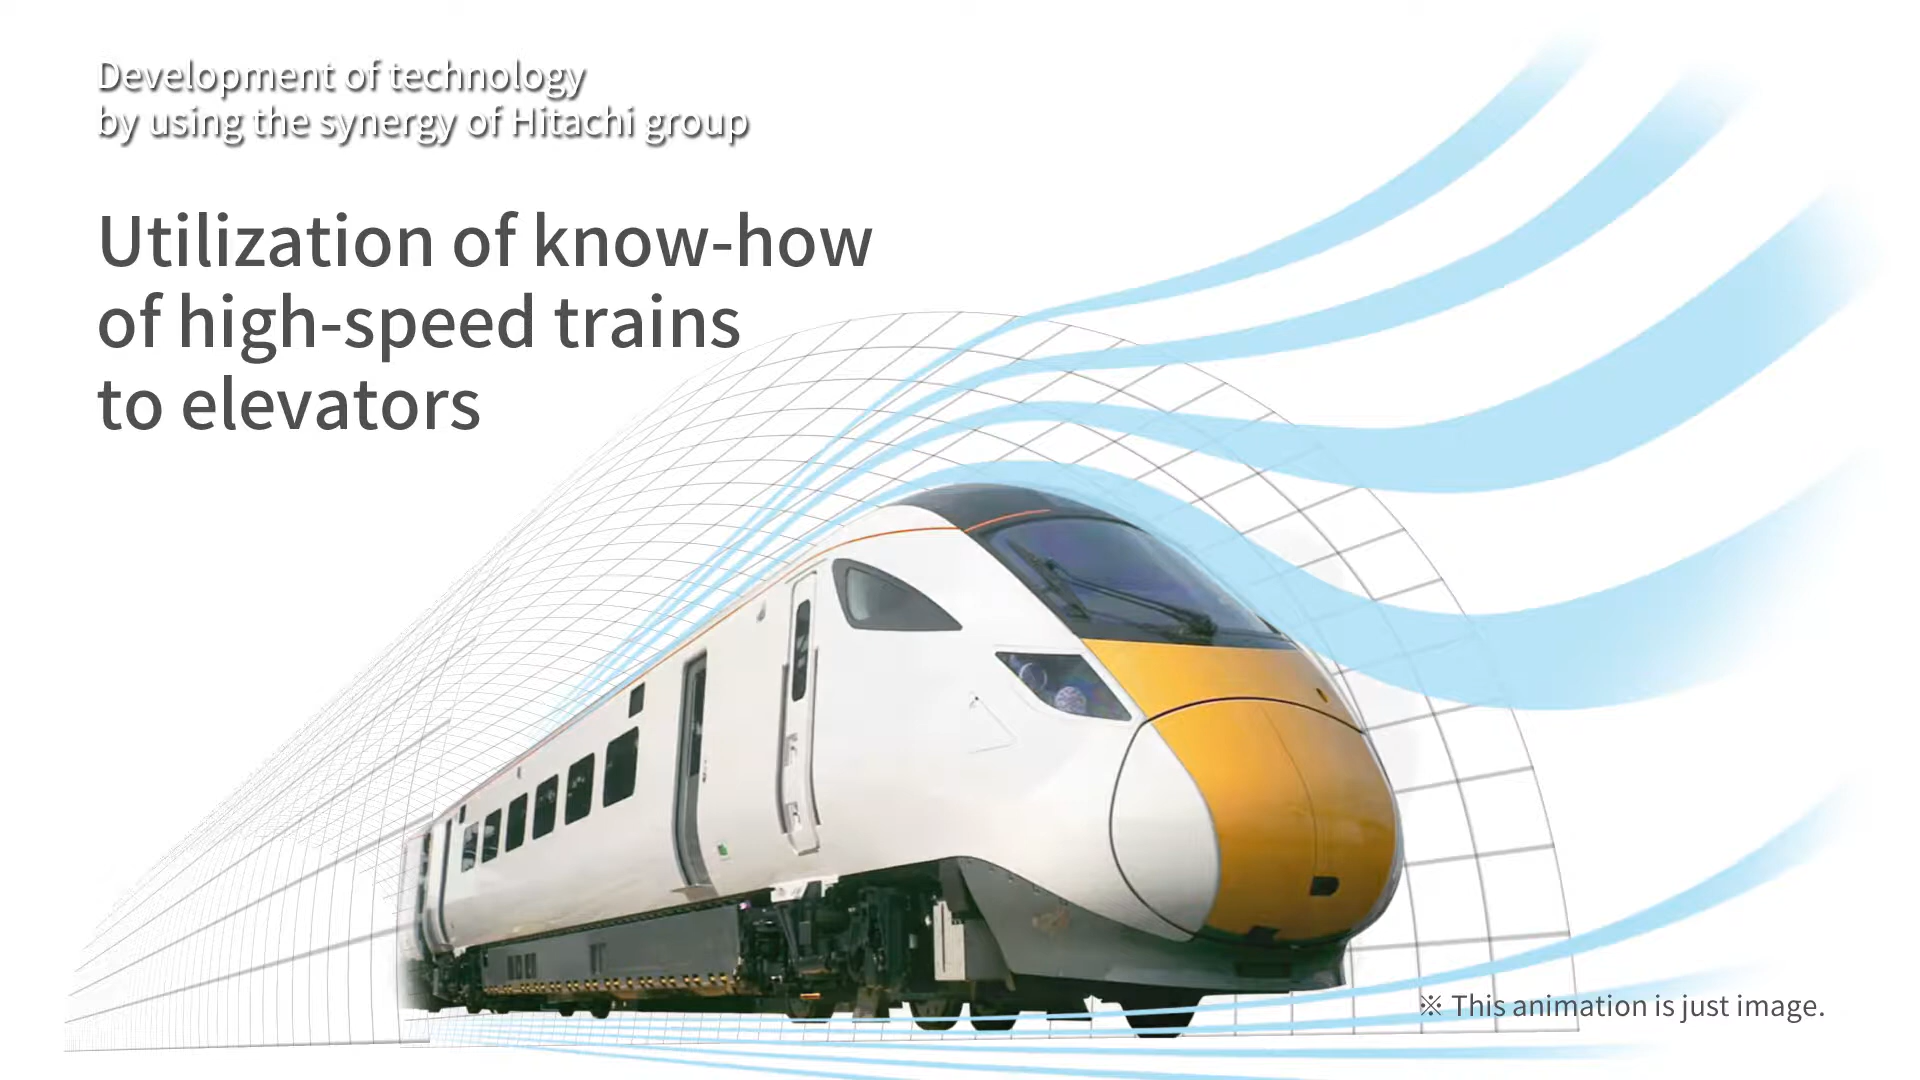 Development of technology
by using the synergy of Hitachi group
Utilization of know-how
of high-speed trains
to elevators
※ This animation is just image.